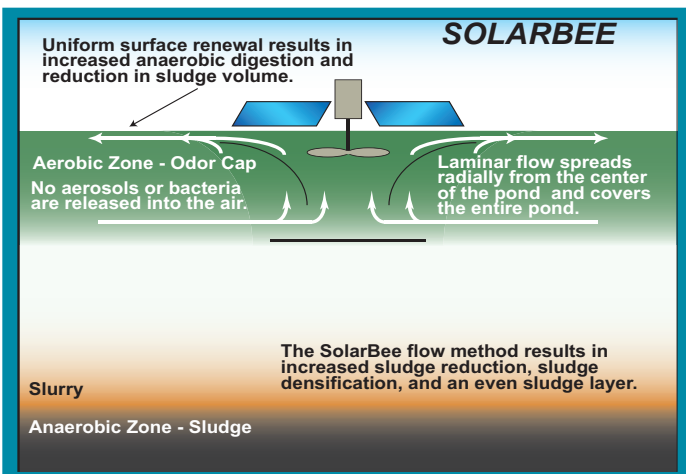 SOLARBEE
Uniform surface renewal results in
increased anaerobic digestion and
reduction in sludge volume.
Aerobic Zone - Odor Cap
No aerosols or bacteria
are released into the air.
Laminar flow spreads
radially from the center
of the pond and covers
the entire pond.
The SolarBee flow method results in
increased sludge reduction, sludge
densification, and an even sludge layer.
Slurry
Anaerobic Zone - Sludge